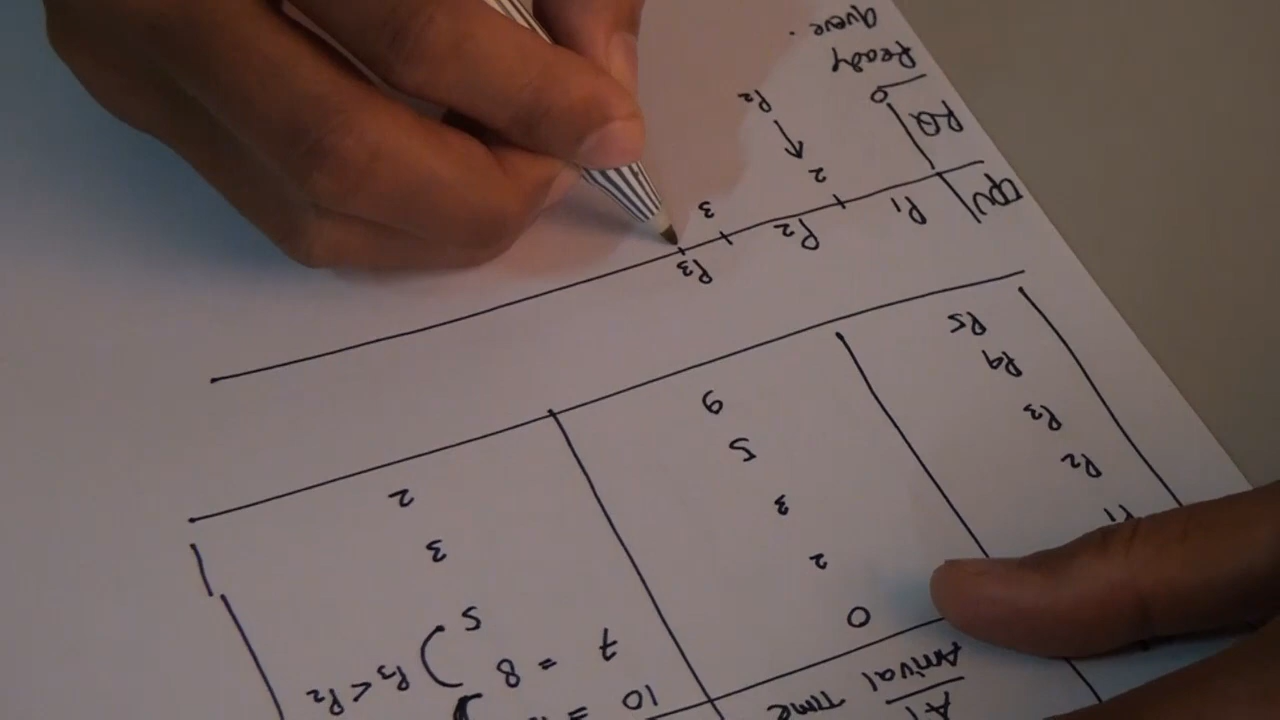 AT
Arrival Time
0 10 =
P2 2 7 = 8 P3 < P2
P3 3 5
P4 5 3
P5 6 2
CPU P1 P2 P3
RQ 0 2 3
→ P2
Ready
queue.